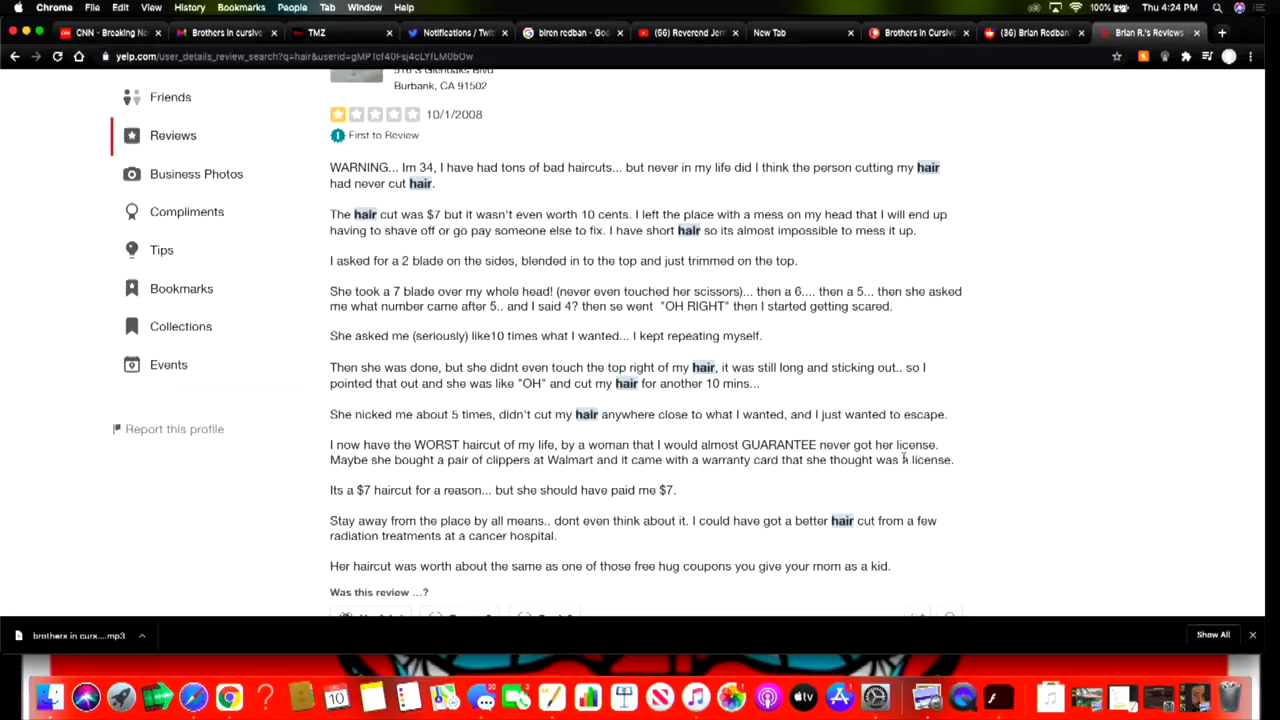 Chrome File Edit View History Bookmarks People Tab Window Help 100% Thu 4:24 PM
CNN - Breaking N Brothers in cursive TMZ Notifications / Twit biren redban - Goo (56) Reverend Jerr New Tab Brothers in Cursive (36) Brian Redban' Brian R.'s Reviews
Burbank, CA 91502
Friends
10/1/2008
Reviews
First to Review
WARNING... Im 34, I have had tons of bad haircuts... but never in my life did I think the person cutting my hair
had never cut hair.
Business Photos
Compliments
The hair cut was $7 but it wasn't even worth 10 cents. I left the place with a mess on my head that I will end up
having to shave off or go pay someone else to fix. I have short hair so its almost impossible to mess it up.
Tips
I asked for a 2 blade on the sides, blended in to the top and just trimmed on the top.
Bookmarks
She took a 7 blade over my whole head! (never even touched her scissors)... then a 6.... then a 5... then she asked
me what number came after 5.. and I said 4? then se went "OH RIGHT" then I started getting scared.
Collections
She asked me (seriously) like10 times what I wanted... I kept repeating myself.
Events
Then she was done, but she didnt even touch the top right of my hair, it was still long and sticking out.. so I
pointed that out and she was like "OH" and cut my hair for another 10 mins...
She nicked me about 5 times, didn't cut my hair anywhere close to what I wanted, and I just wanted to escape.
Report this profile
I now have the WORST haircut of my life, by a woman that I would almost GUARANTEE never got her license.
Maybe she bought a pair of clippers at Walmart and it came with a warranty card that she thought was a license.
Its a $7 haircut for a reason... but she should have paid me $7.
Stay away from the place by all means.. dont even think about it. I could have got a better hair cut from a few
radiation treatments at a cancer hospital.
Her haircut was worth about the same as one of those free hug coupons you give your mom as a kid.
Was this review ...?
brothers in curs....mp3
Show All
10